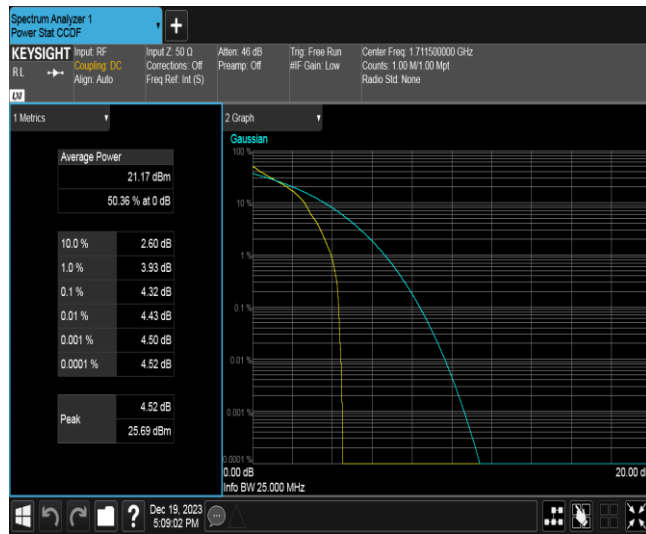 Spectrum Analyzer 1
Power Stat CCDF
+
KEYSIGHT
RL
LXI
Input: RF
Coupling: DC
Align: Auto
Input Z: 50 Ω
Corrections: Off
Freq Ref: Int (S)
Atten: 46 dB
Preamp: Off
Trig: Free Run
#IF Gain: Low
Center Freq: 1.711500000 GHz
Counts: 1.00 M/1.00 Mpt
Radio Std: None
1 Metrics
Average Power
21.17 dBm
50.36 % at 0 dB
10.0 % 2.60 dB
1.0 % 3.93 dB
0.1 % 4.32 dB
0.01 % 4.43 dB
0.001 % 4.50 dB
0.0001 % 4.52 dB
Peak
4.52 dB
25.69 dBm
2 Graph
Gaussian
100 %
10 %
1 %
0.1 %
0.01 %
0.001 %
0.0001 %
0.00 dB
20.00 d
Info BW 25.000 MHz
?
Dec 19, 2023
5:09:02 PM